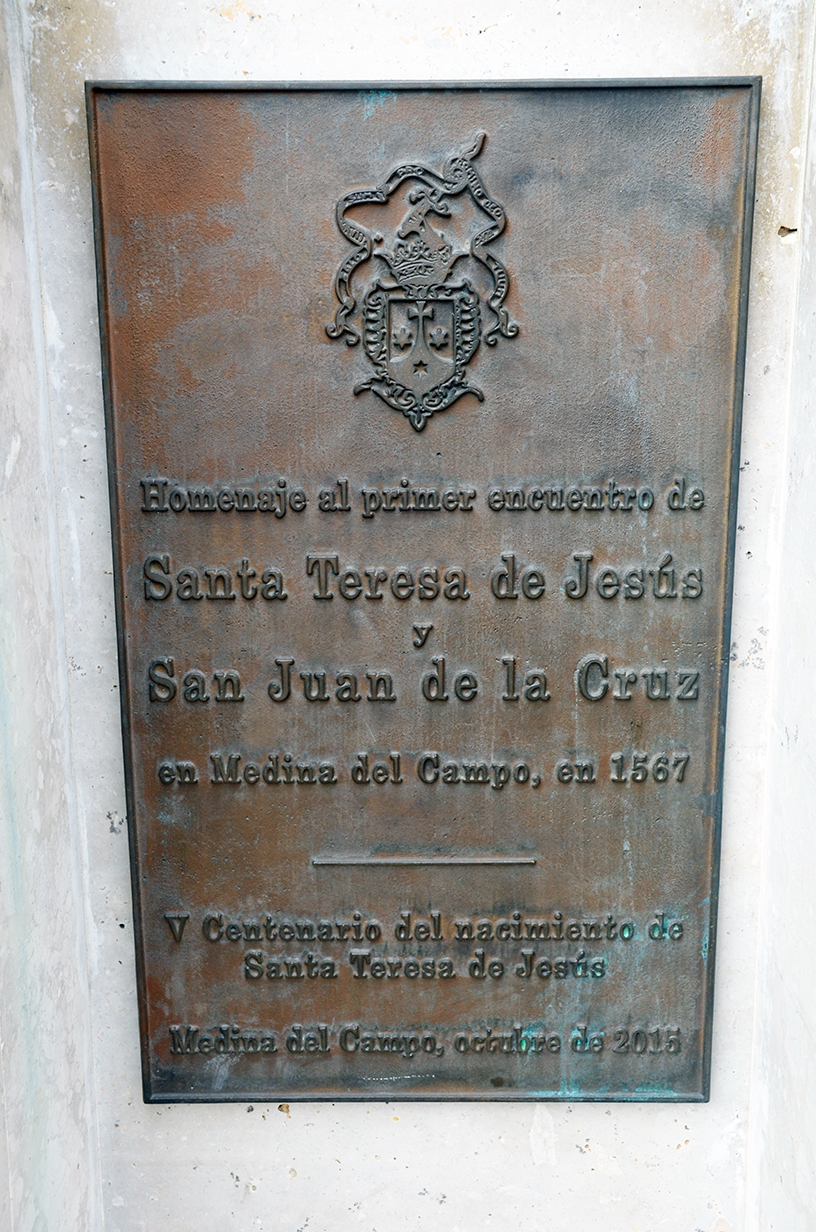 Homenaje al primer encuentro de
Santa Teresa de Jesús
y
San Juan de la Cruz
en Medina del Campo, en 1567
V Centenario del nacimiento de
Santa Teresa de Jesús
Medina del Campo, octubre de 2015